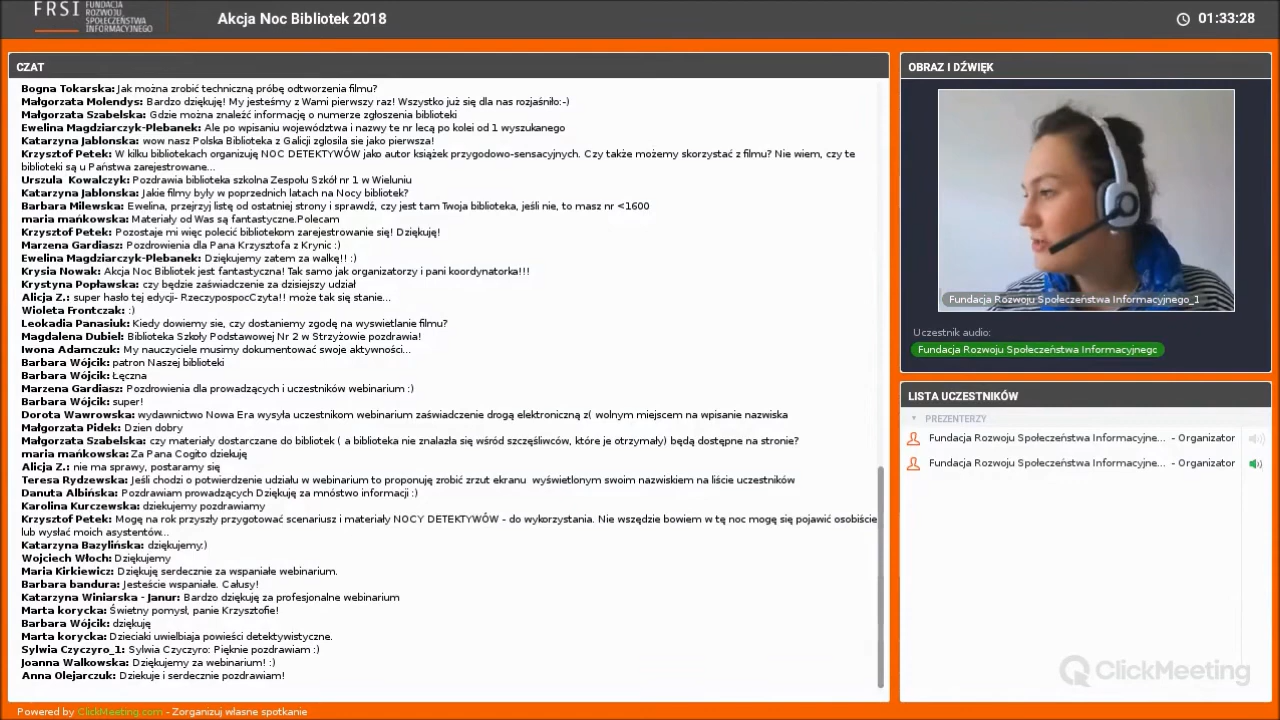 FRSI
FUNDACJA
ROZWOJU
SPOŁECZEŃSTWA
INFORMACYJNEGO
Akcja Noc Bibliotek 2018
01:33:28
CZAT
Bogna Tokarska: Jak można zrobić techniczną próbę odtworzenia filmu?
Małgorzata Molendys: Bardzo dziękuję! My jesteśmy z Wami pierwszy raz! Wszystko już się dla nas rozjaśniło:-)
Małgorzata Szabelska: Gdzie można znaleźć informację o numerze zgłoszenia biblioteki
Ewelina Magdziarczyk-Plebanek: Ale po wpisaniu województwa i nazwy te nr lecą po kolei od 1 wyszukanego
Katarzyna Jablonska: wow nasz Polska Biblioteka z Galicji zglosila sie jako pierwsza!
Krzysztof Petek: W kilku bibliotekach organizuję NOC DETEKTYWÓW jako autor książek przygodowo-sensacyjnych. Czy także możemy skorzystać z filmu? Nie wiem, czy te
biblioteki są u Państwa zarejestrowane...
Urszula  Kowalczyk: Pozdrawia biblioteka szkolna Zespołu Szkół nr 1 w Wieluniu
Katarzyna Jablonska: Jakie filmy były w poprzednich latach na Nocy bibliotek?
Barbara Milewska: Ewelina, przejrzyj listę od ostatniej strony i sprawdź, czy jest tam Twoja biblioteka, jeśli nie, to masz nr <1600
maria mańkowska: Materiały od Was są fantastyczne.Polecam
Krzysztof Petek: Pozostaje mi więc polecić bibliotekom zarejestrowanie się! Dziękuję!
Marzena Gardiasz: Pozdrowienia dla Pana Krzysztofa z Krynic :)
Ewelina Magdziarczyk-Plebanek: Dziękujemy zatem za walkę!! :)
Krysia Nowak: Akcja Noc Bibliotek jest fantastyczna! Tak samo jak organizatorzy i pani koordynatorka!!!
Krystyna Popławska: czy będzie zaświadczenie za dzisiejszy udział
Alicja Z.: super hasło tej edycji- RzeczypospocCzyta!! może tak się stanie...
Wioleta Frontczak: :)
Leokadia Panasiuk: Kiedy dowiemy sie, czy dostaniemy zgodę na wyswietlanie filmu?
Magdalena Dubiel: Biblioteka Szkoły Podstawowej Nr 2 w Strzyżowie pozdrawia!
Iwona Adamczuk: My nauczyciele musimy dokumentować swoje aktywności...
Barbara Wójcik: patron Naszej biblioteki
Barbara Wójcik: Łęczna
Marzena Gardiasz: Pozdrowienia dla prowadzących i uczestników webinarium :)
Barbara Wójcik: super!
Dorota Wawrowska: wydawnictwo Nowa Era wysyła uczestnikom webinarium zaświadczenie drogą elektroniczną z( wolnym miejscem na wpisanie nazwiska
Małgorzata Pidek: Dzien dobry
Małgorzata Szabelska: czy materiały dostarczane do bibliotek ( a biblioteka nie znalazła się wśród szczęśliwców, które je otrzymały) będą dostępne na stronie?
maria mańkowska: Za Pana Cogito dziekuję
Alicja Z.: nie ma sprawy, postaramy się
Teresa Rydzewska: Jeśli chodzi o potwierdzenie udziału w webinarium to proponuję zrobić zrzut ekranu  wyświetlonym swoim nazwiskiem na liście uczestników
Danuta Albińska: Pozdrawiam prowadzących Dziękuję za mnóstwo informacji :)
Karolina Kurczewska: dziekujemy pozdrawiamy
Krzysztof Petek: Mogę na rok przyszły przygotować scenariusz i materiały NOCY DETEKTYWÓW - do wykorzystania. Nie wszędzie bowiem w tę noc mogę się pojawić osobiście
lub wysłać moich asystentów...
Katarzyna Bazylińska: dziękujemy:)
Wojciech Włoch: Dziękujemy
Maria Kirkiewicz: Dziękuję serdecznie za wspaniałe webinarium.
Barbara bandura: Jesteście wspaniałe. Całusy!
Katarzyna Winiarska - Janur: Bardzo dziękuję za profesjonalne webinarium
Marta korycka: Świetny pomysł, panie Krzysztofie!
Barbara Wójcik: dziękuję
Marta korycka: Dzieciaki uwielbiaja powieści detektywistyczne.
Sylwia Czyczyro_1: Sylwia Czyczyro: Pięknie pozdrawiam :)
Joanna Walkowska: Dziękujemy za webinarium! :)
Anna Olejarczuk: Dziekuje i serdecznie pozdrawiam!
OBRAZ I DŹWIĘK
Fundacja Rozwoju Społeczeństwa Informacyjnego_1
Uczestnik audio:
Fundacja Rozwoju Społeczeństwa Informacyjnego
LISTA UCZESTNIKÓW
PREZENTERZY
Fundacja Rozwoju Społeczeństwa Informacyjne... - Organizator
Fundacja Rozwoju Społeczeństwa Informacyjne... - Organizator
ClickMeeting
Powered by ClickMeeting.com - Zorganizuj własne spotkanie